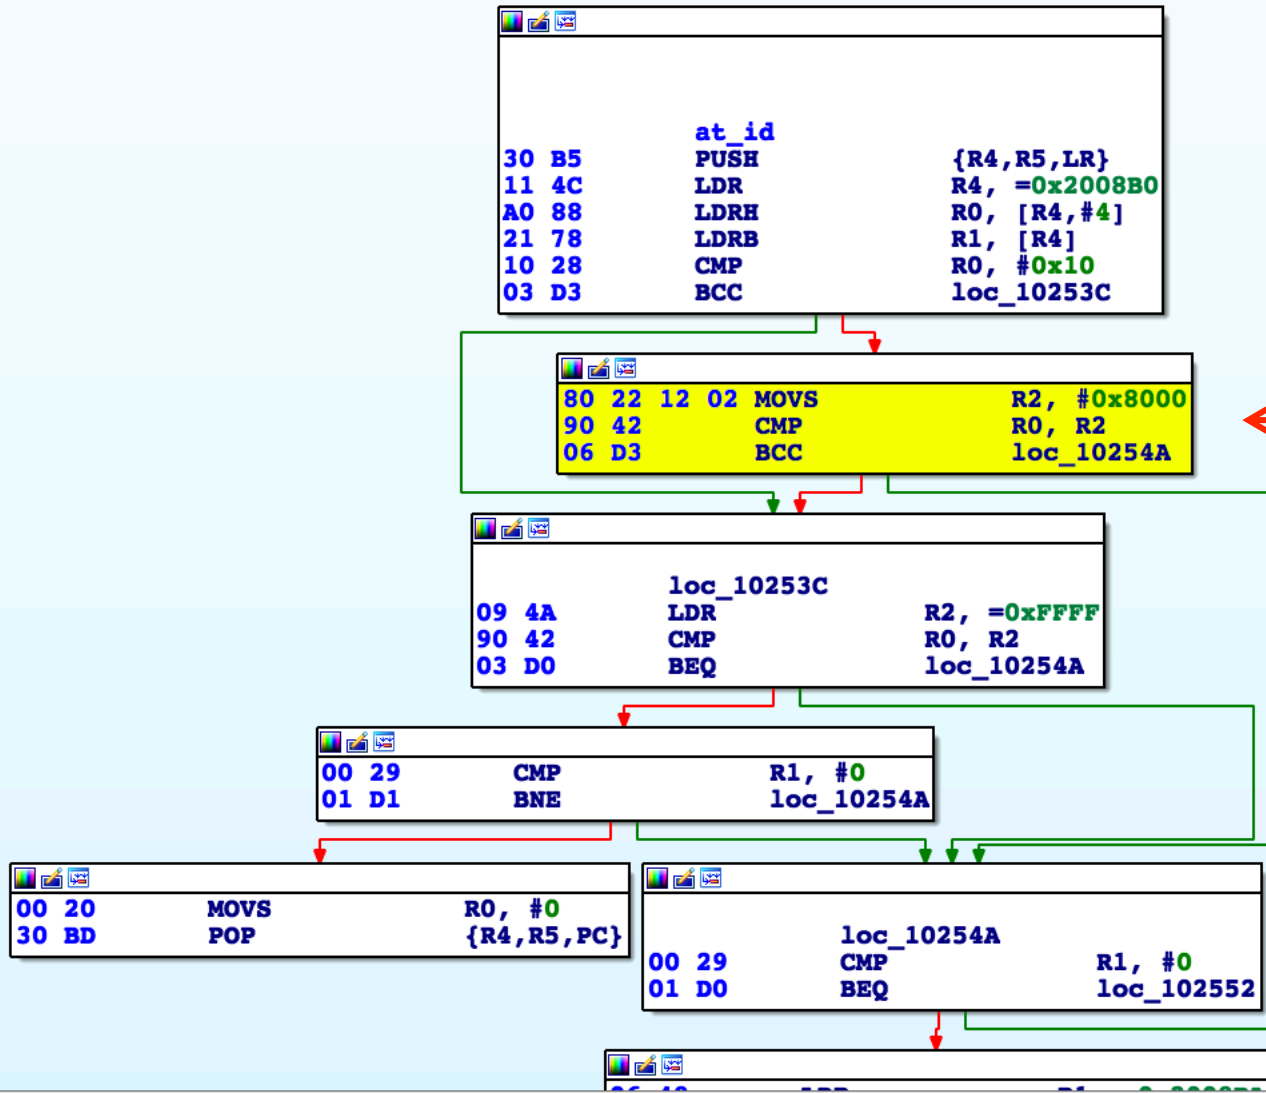 at_id
30 B5 PUSH {R4,R5,LR}
11 4C LDR R4, =0x2008B0
A0 88 LDRH R0, [R4,#4]
21 78 LDRB R1, [R4]
10 28 CMP R0, #0x10
03 D3 BCC loc_10253C
80 22 12 02 MOVS R2, #0x8000
90 42 CMP R0, R2
06 D3 BCC loc_10254A
loc_10253C
09 4A LDR R2, =0xFFFF
90 42 CMP R0, R2
03 D0 BEQ loc_10254A
00 29 CMP R1, #0
01 D1 BNE loc_10254A
00 20 MOVS R0, #0
30 BD POP {R4,R5,PC}
loc_10254A
00 29 CMP R1, #0
01 D0 BEQ loc_102552